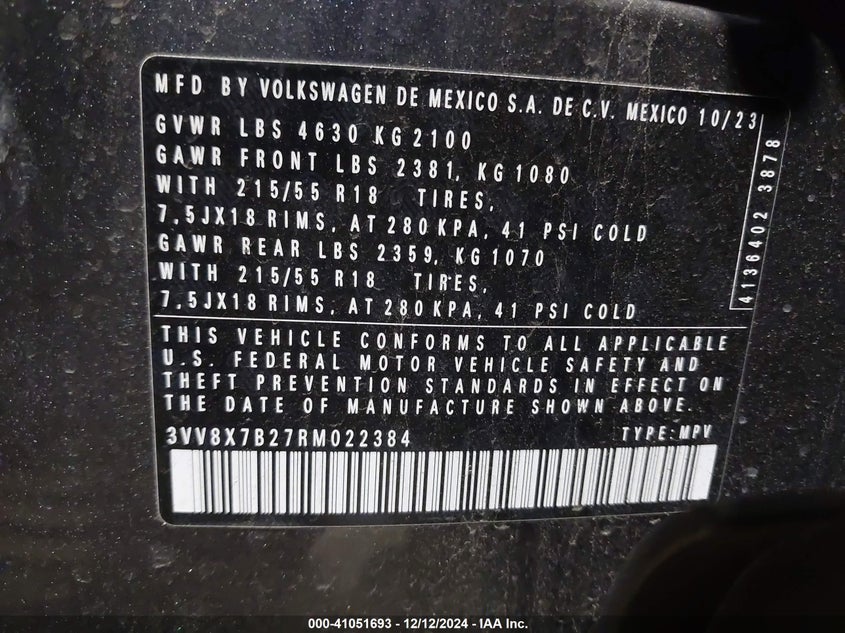 MFD BY VOLKSWAGEN DE MEXICO S.A. DE C.V. MEXICO 10/23
GVWR LBS 4630 KG 2100
GAWR FRONT LBS 2381, KG 1080
WITH 215/55 R18 TIRES,
7,5JX18 RIMS, AT 280 KPA, 41 PSI COLD
GAWR REAR LBS 2359, KG 1070
WITH 215/55 R18 TIRES,
7,5JX18 RIMS, AT 280 KPA, 41 PSI COLD
4136402 3878
THIS VEHICLE CONFORMS TO ALL APPLICABLE
U.S. FEDERAL MOTOR VEHICLE SAFETY AND
THEFT PREVENTION STANDARDS IN EFFECT ON
THE DATE OF MANUFACTURE SHOWN ABOVE.
3VV8X7B27RM022384 TYPE:MPV
000-41051693 - 12/12/2024 - IAA Inc.